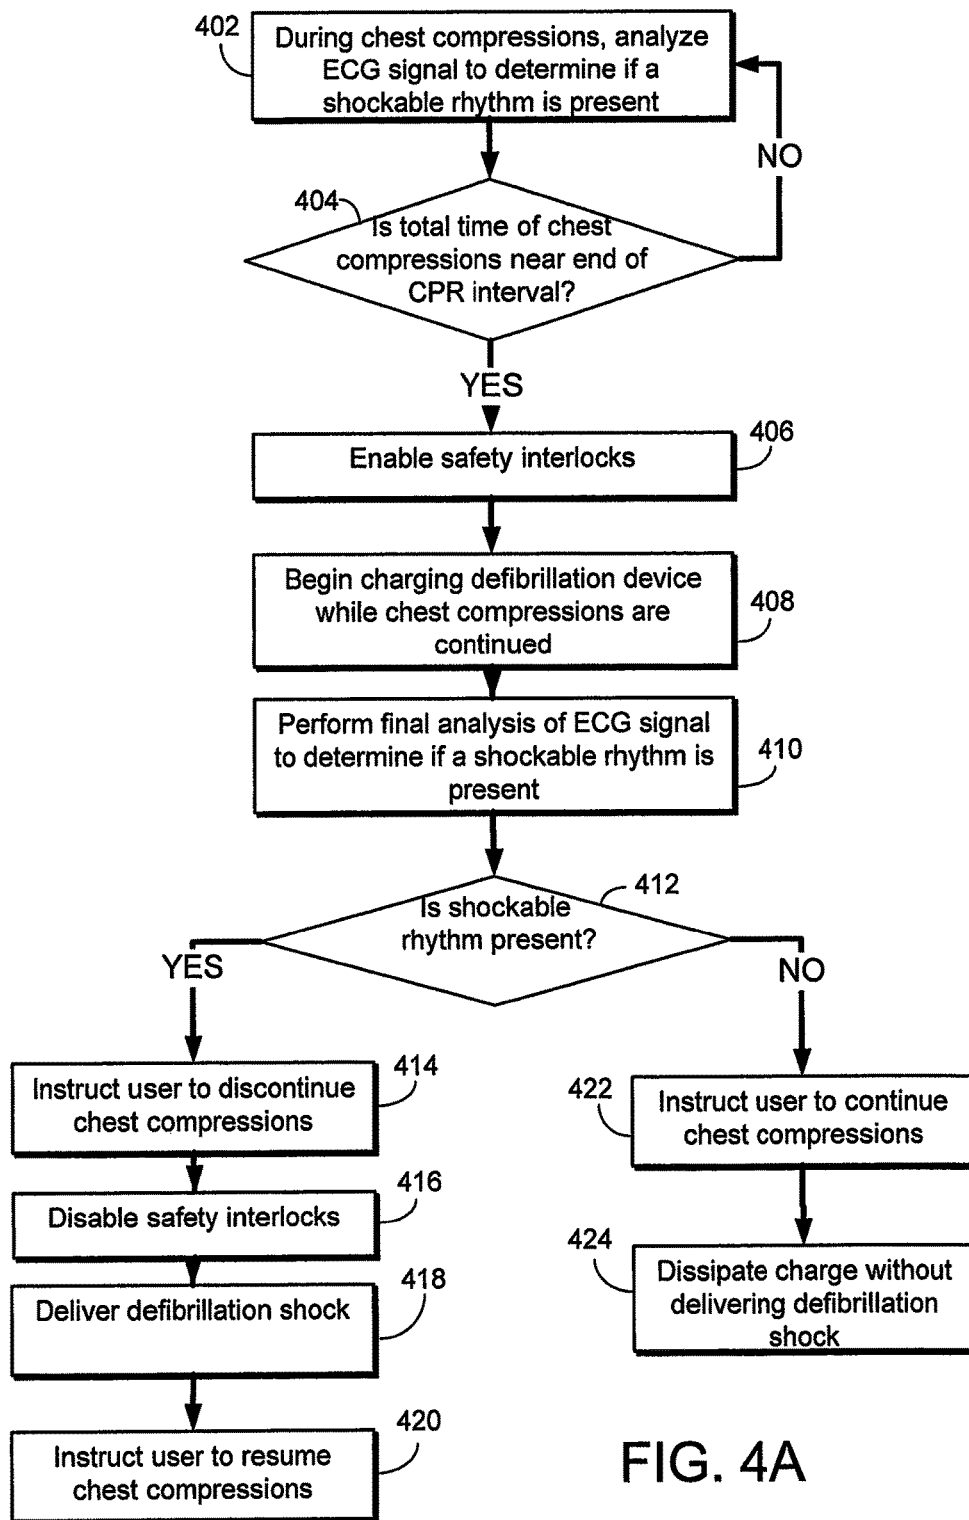 402
During chest compressions, analyze
ECG signal to determine if a
shockable rhythm is present
NO
404
Is total time of chest
compressions near end of
CPR interval?
YES
406
Enable safety interlocks
Begin charging defibrillation device
while chest compressions are
continued
408
Perform final analysis of ECG signal
to determine if a shockable rhythm is
present
410
412
Is shockable
rhythm present?
YES
NO
414
Instruct user to discontinue
chest compressions
416
Disable safety interlocks
418
Deliver defibrillation shock
420
Instruct user to resume
chest compressions
422
Instruct user to continue
chest compressions
424
Dissipate charge without
delivering defibrillation
shock
FIG. 4A